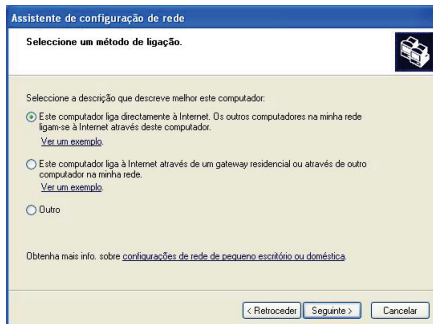 Assistente de configuração de rede
Seleccione um método de ligação.
Seleccione a descrição que descreve melhor este computador:
Este computador liga directamente à Internet. Os outros computadores na minha rede
ligam-se à Internet através deste computador.
Ver um exemplo.
Este computador liga à Internet através de um gateway residencial ou através de outro
computador na minha rede.
Ver um exemplo.
Outro
Obtenha mais info. sobre configurações de rede de pequeno escritório ou doméstica.
< Retroceder Seguinte > Cancelar